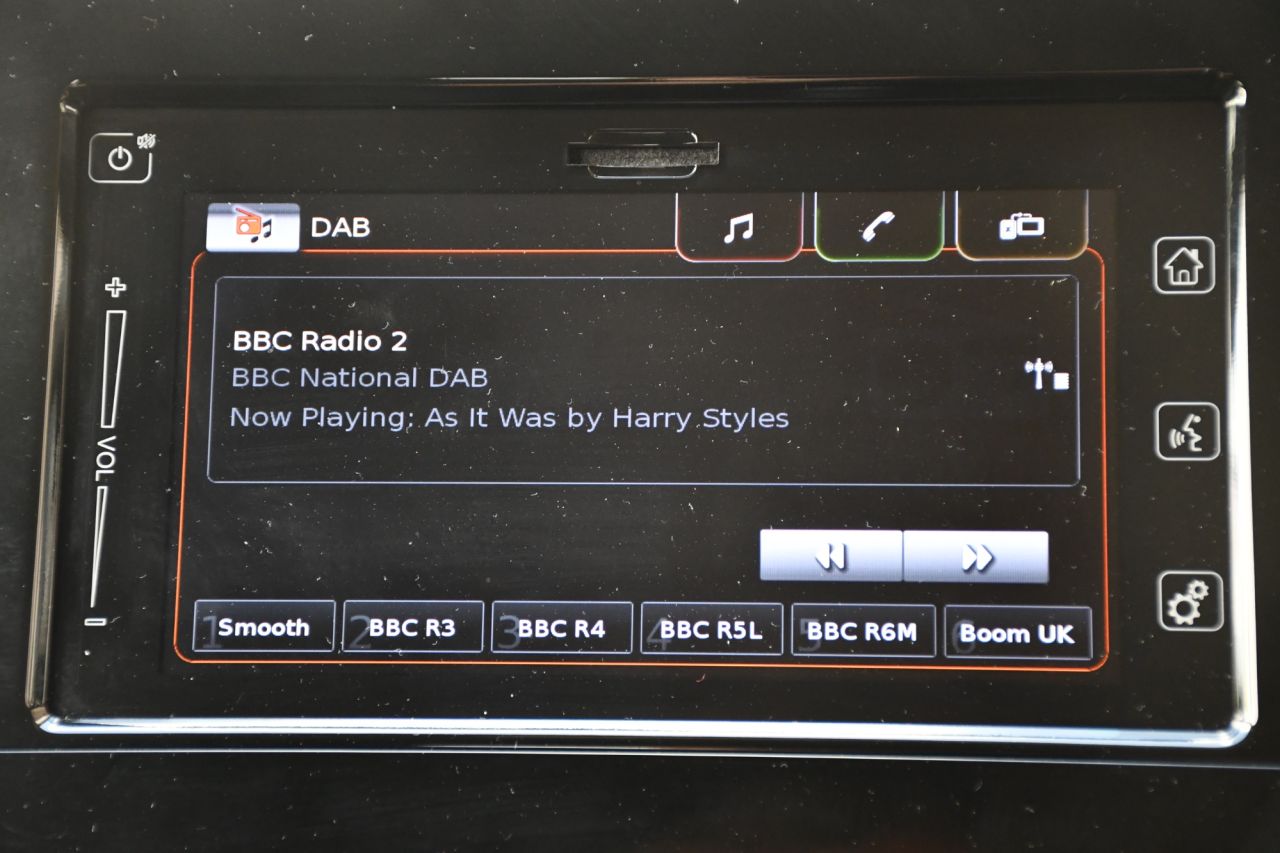 DAB
BBC Radio 2
BBC National DAB
Now Playing: As It Was by Harry Styles
VOL
1 Smooth
2 BBC R3
3 BBC R4
4 BBC R5L
5 BBC R6M
6 Boom UK